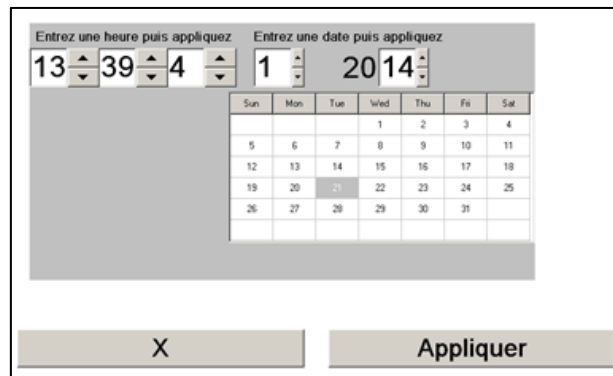 Entrez une heure puis appliquez Entrez une date puis appliquez
13 39 4 1 2014
Sun Mon Tue Wed Thu Fri Sat
1 2 3 4
5 6 7 8 9 10 11
12 13 14 15 16 17 18
19 20 21 22 23 24 25
26 27 28 29 30 31
X Appliquer